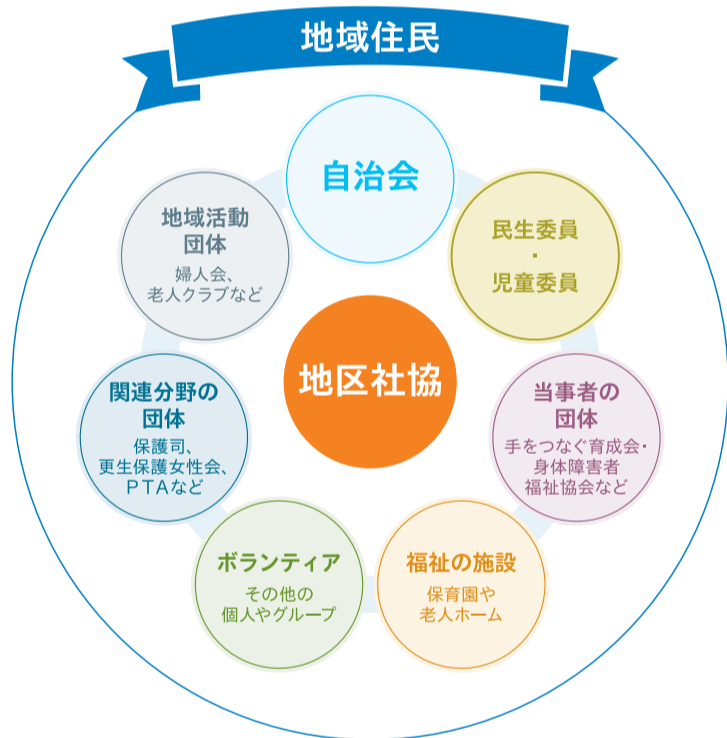 地域住民
自治会
地域活動
団体
婦人会、
老人クラブなど
民生委員
・
児童委員
地区社協
関連分野の
団体
保護司、
更生保護女性会、
PTAなど
当事者の
団体
手をつなぐ育成会・
身体障害者
福祉協会など
ボランティア
その他の
個人やグループ
福祉の施設
保育園や
老人ホーム